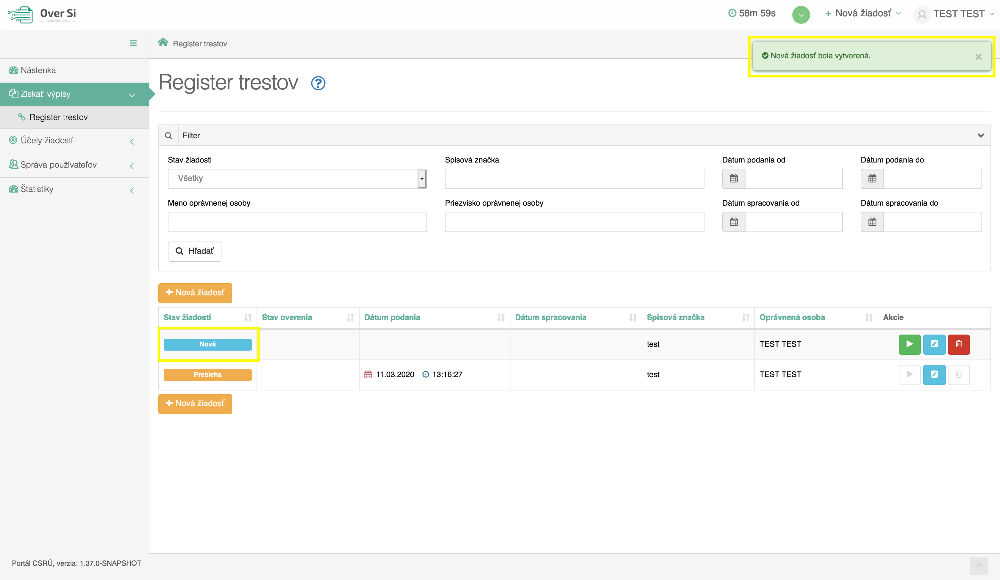 Over Si
– Centrálne údaje –
58m 59s
Nová žiadosť
TEST TEST
Register trestov
Nová žiadosť bola vytvorená.
Nástenka
Získať výpisy
Register trestov
Účely žiadostí
Správa používateľov
Štatistiky
Register trestov
Filter
Stav žiadosti
Spisová značka
Dátum podania od
Dátum podania do
Všetky
Meno oprávnenej osoby
Priezvisko oprávnenej osoby
Dátum spracovania od
Dátum spracovania do
Hľadať
Nová žiadosť
Stav žiadosti Stav overenia Dátum podania Dátum spracovania Spisová značka Oprávnená osoba Akcie
Nová test TEST TEST
Prebieha 11.03.2020 13:16:27 test TEST TEST
Nová žiadosť
Portál CSRÚ, verzia: 1.37.0-SNAPSHOT